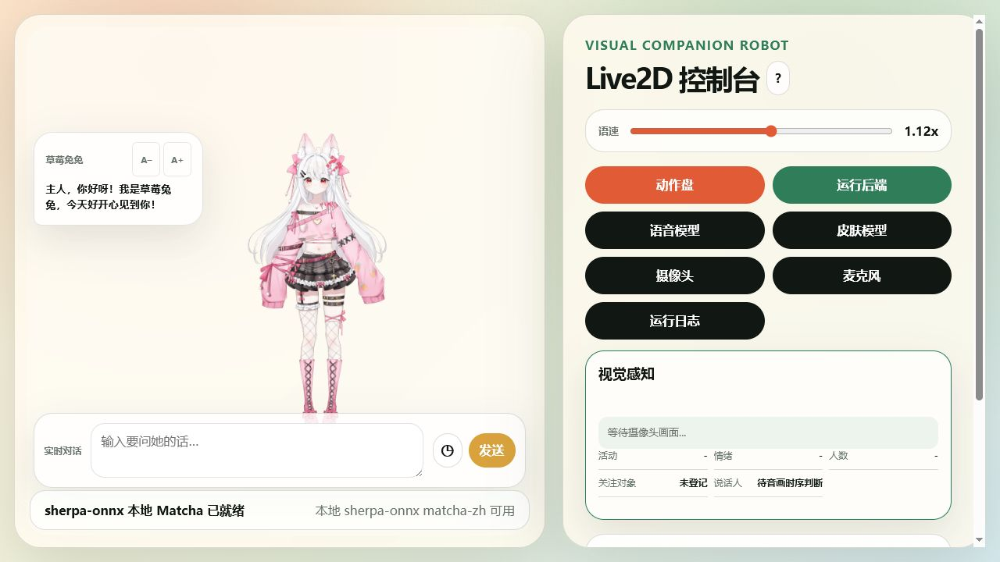 草莓兔兔
A−
A+
主人，你好呀！我是草莓兔
兔，今天好开心见到你！
实时对话
输入要问她的话...
发送
sherpa-onnx 本地 Matcha 已就绪
本地 sherpa-onnx matcha-zh 可用
VISUAL COMPANION ROBOT
Live2D 控制台
?
语速
1.12x
动作盘
运行后端
语音模型
皮肤模型
摄像头
麦克风
运行日志
视觉感知
等待摄像头画面...
活动 -
情绪 -
人数 -
关注对象 未登记
说话人 待音画时序判断